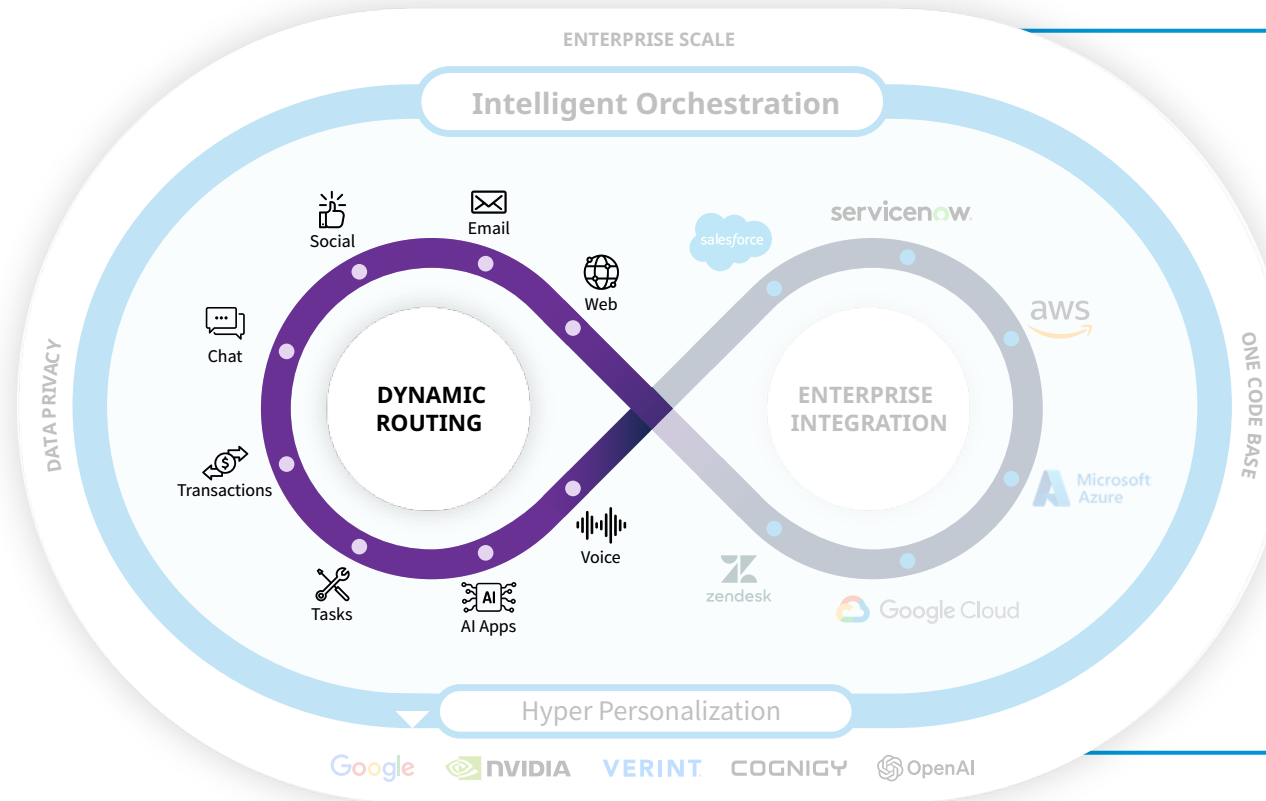 ENTERPRISE SCALE
Intelligent Orchestration
Social
Email
Web
Chat
DYNAMIC
ROUTING
Transactions
Tasks
AI
AI Apps
Voice
salesforce
servicenow
aws
ENTERPRISE
INTEGRATION
Microsoft
Azure
zendesk
Google Cloud
DATA PRIVACY
ONE CODE BASE
Hyper Personalization
Google
NVIDIA
VERINT
COGNIGY
OpenAI